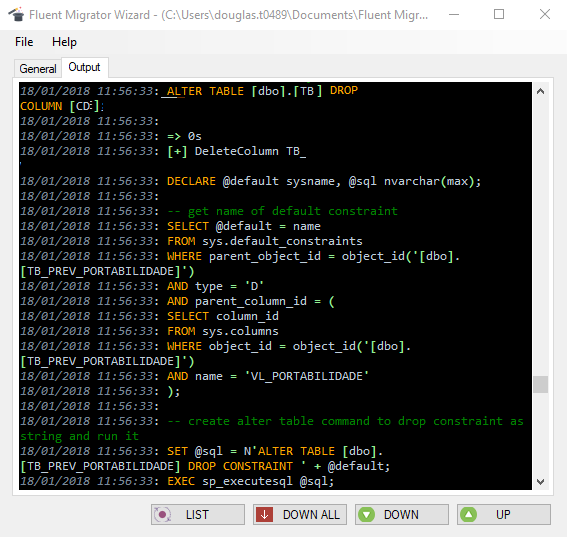 Fluent Migrator Wizard - (C:\Users\douglas.t0489\Documents\Fluent Migr...
File Help
General Output
18/01/2018 11:56:33: ALTER TABLE [dbo].[TB ] DROP
COLUMN [CD ];
18/01/2018 11:56:33:
18/01/2018 11:56:33: => 0s
18/01/2018 11:56:33: [+] DeleteColumn TB_
18/01/2018 11:56:33: DECLARE @default sysname, @sql nvarchar(max);
18/01/2018 11:56:33:
18/01/2018 11:56:33: -- get name of default constraint
18/01/2018 11:56:33: SELECT @default = name
18/01/2018 11:56:33: FROM sys.default_constraints
18/01/2018 11:56:33: WHERE parent_object_id = object_id('[dbo].
[TB_PREV_PORTABILIDADE]')
18/01/2018 11:56:33: AND type = 'D'
18/01/2018 11:56:33: AND parent_column_id = (
18/01/2018 11:56:33: SELECT column_id
18/01/2018 11:56:33: FROM sys.columns
18/01/2018 11:56:33: WHERE object_id = object_id('[dbo].
[TB_PREV_PORTABILIDADE]')
18/01/2018 11:56:33: AND name = 'VL_PORTABILIDADE'
18/01/2018 11:56:33: );
18/01/2018 11:56:33:
18/01/2018 11:56:33: -- create alter table command to drop constraint as
string and run it
18/01/2018 11:56:33: SET @sql = N'ALTER TABLE [dbo].
[TB_PREV_PORTABILIDADE] DROP CONSTRAINT ' + @default;
18/01/2018 11:56:33: EXEC sp_executesql @sql;
LIST DOWN ALL DOWN UP